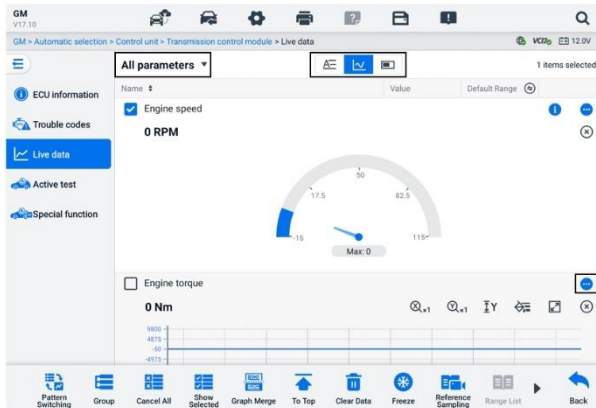 GM
V17.10
GM > Automatic selection > Control unit > Transmission control module > Live data
VCI
12.0V
All parameters
1 items selected
Name
Value
Default Range
ECU information
Trouble codes
Live data
Active test
Special function
Engine speed
0 RPM
50
17.5
82.5
-15
115
Max: 0
Engine torque
0 Nm
x1
x1
Y
9800
4875
-50
-4975
Pattern Switching
Group
Cancel All
Show Selected
Graph Merge
To Top
Clear Data
Freeze
Reference Sampling
Range List
Back